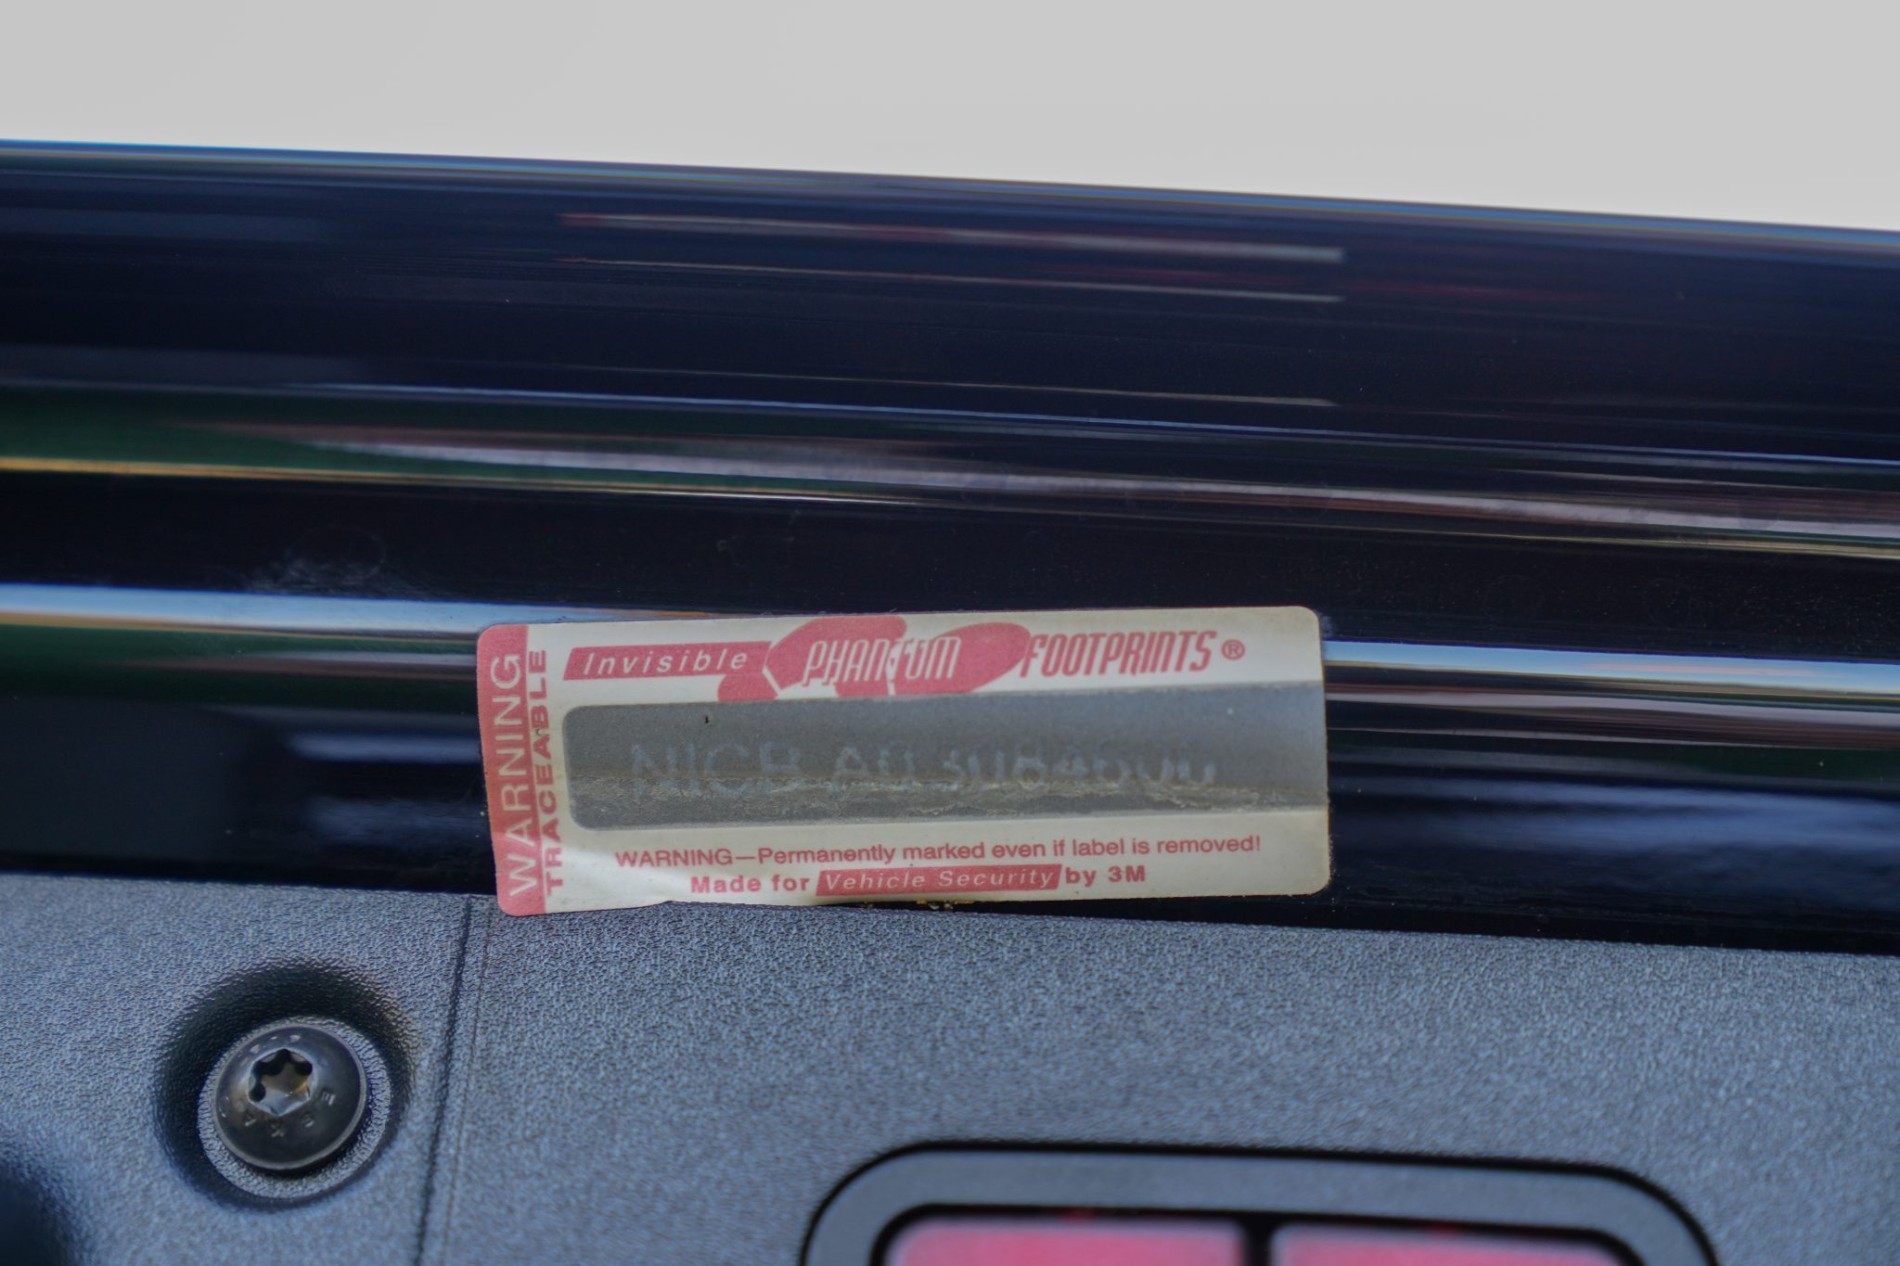 WARNING
TRACEABLE
Invisible PHANTOM FOOTPRINTS®
NICB
WARNING—Permanently marked even if label is removed!
Made for Vehicle Security by 3M